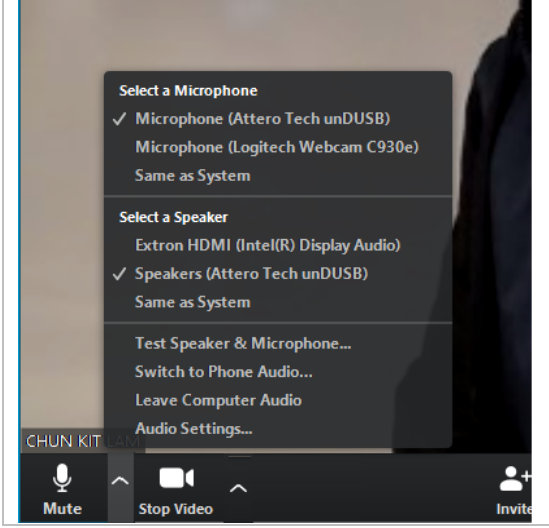 Select a Microphone
✓ Microphone (Attero Tech unDUSB)
Microphone (Logitech Webcam C930e)
Same as System
Select a Speaker
Extron HDMI (Intel(R) Display Audio)
✓ Speakers (Attero Tech unDUSB)
Same as System
Test Speaker & Microphone...
Switch to Phone Audio...
Leave Computer Audio
Audio Settings...
CHUN KIT LAM
Mute
Stop Video
Invite